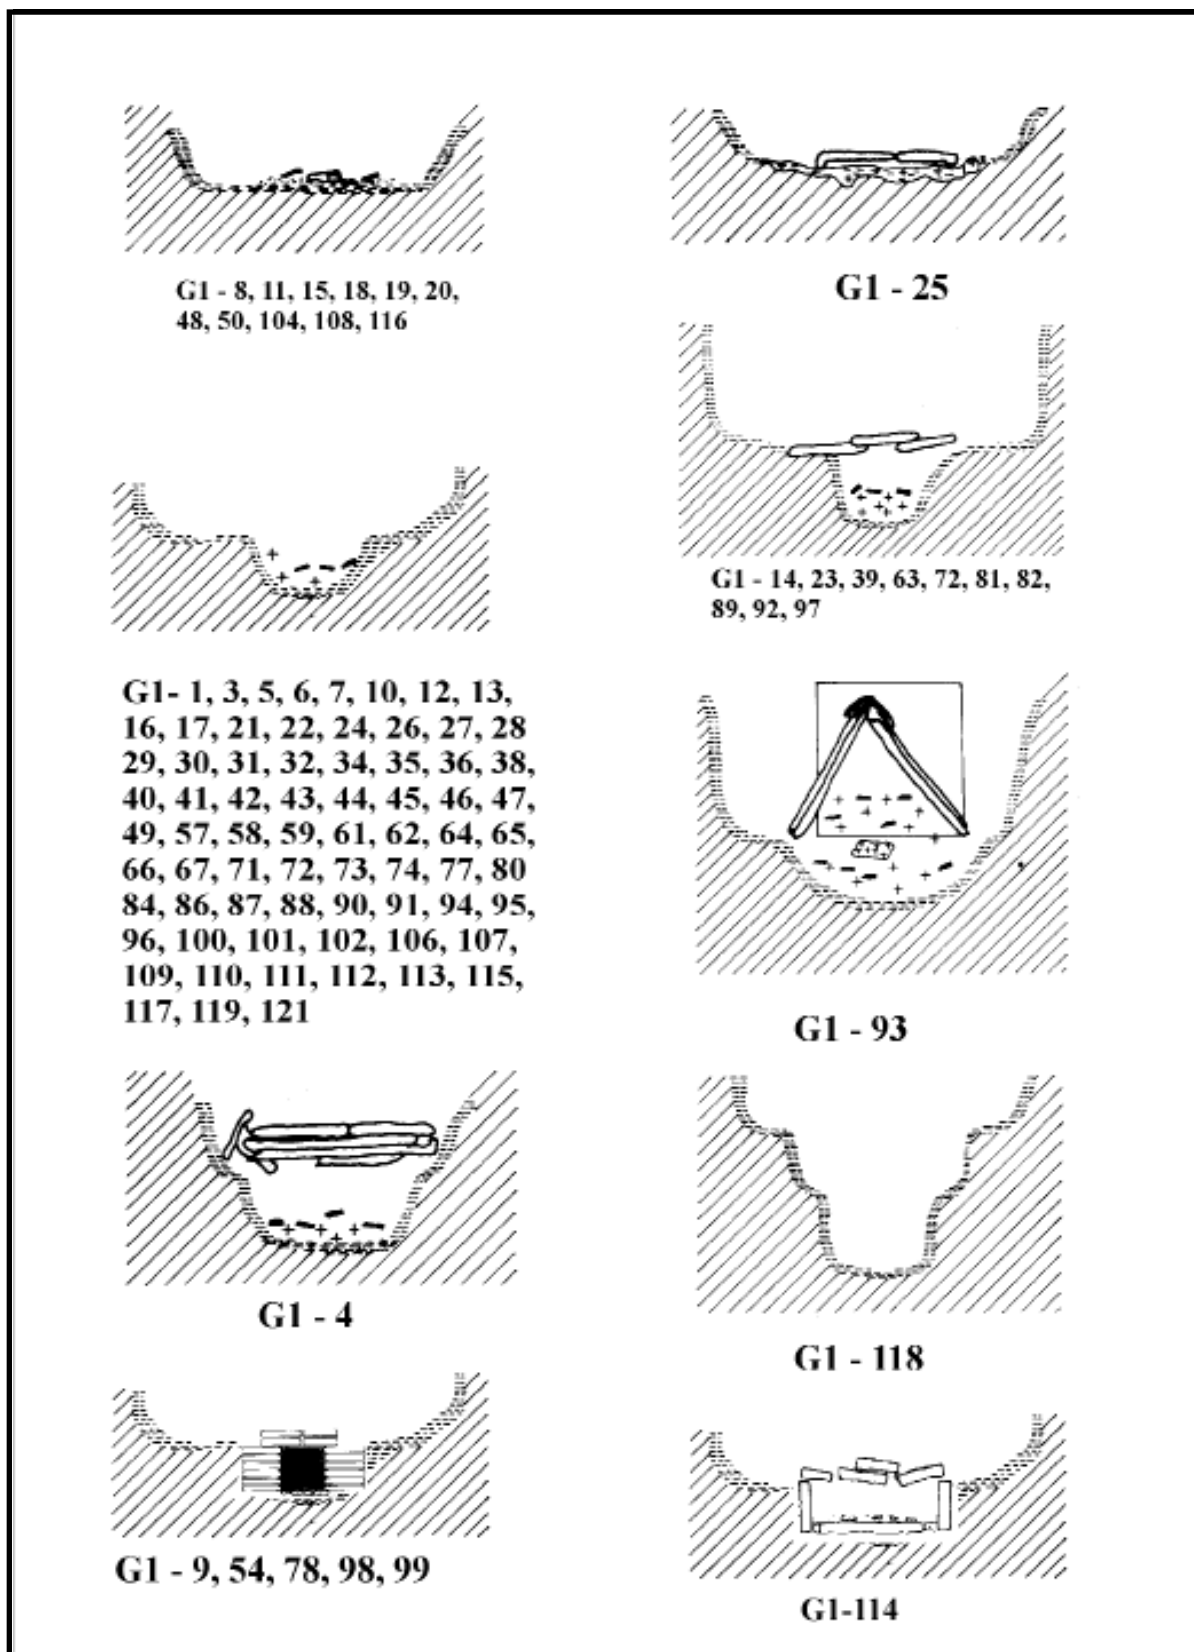 G1 - 8, 11, 15, 18, 19, 20,
48, 50, 104, 108, 116
G1 - 25
G1 - 14, 23, 39, 63, 72, 81, 82,
89, 92, 97
G1- 1, 3, 5, 6, 7, 10, 12, 13,
16, 17, 21, 22, 24, 26, 27, 28
29, 30, 31, 32, 34, 35, 36, 38,
40, 41, 42, 43, 44, 45, 46, 47,
49, 57, 58, 59, 61, 62, 64, 65,
66, 67, 71, 72, 73, 74, 77, 80
84, 86, 87, 88, 90, 91, 94, 95,
96, 100, 101, 102, 106, 107,
109, 110, 111, 112, 113, 115,
117, 119, 121
G1 - 93
G1 - 4
G1 - 118
G1 - 9, 54, 78, 98, 99
G1-114